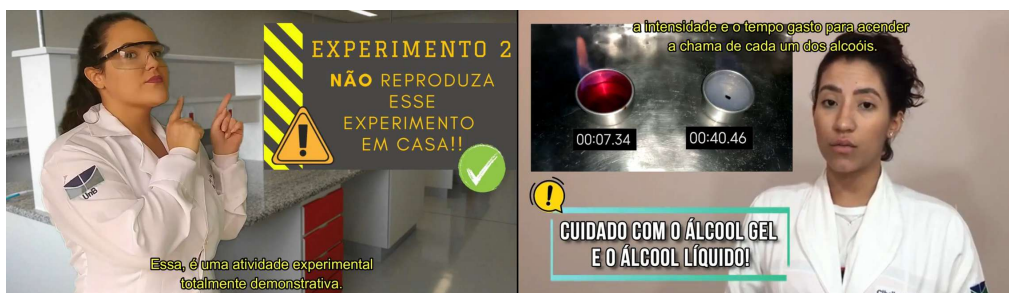 EXPERIMENTO 2
NÃO REPRODUZA
ESSE
EXPERIMENTO
EM CASA!!
UnB
Essa, é uma atividade experimental
totalmente demonstrativa.
a intensidade e o tempo gasto para acender
a chama de cada um dos alcoóis.
00:07.34
00:40.46
CUIDADO COM O ÁLCOOL GEL
E O ÁLCOOL LÍQUIDO!